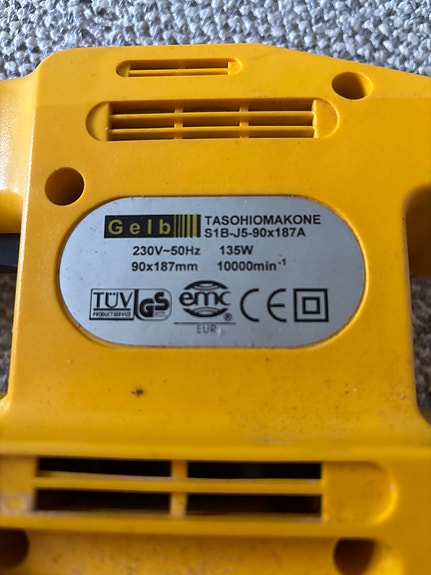 Gelb
TASOHIOMAKONE
S1B-J5-90x187A
230V~50Hz 135W
90x187mm 10000min⁻¹
TÜV
PRODUCT SERVICE
GS
emc
®
CE
EUR